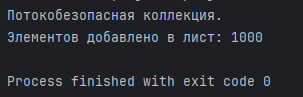 Потокобезопасная коллекция.
Элементов добавлено в лист: 1000
Process finished with exit code 0